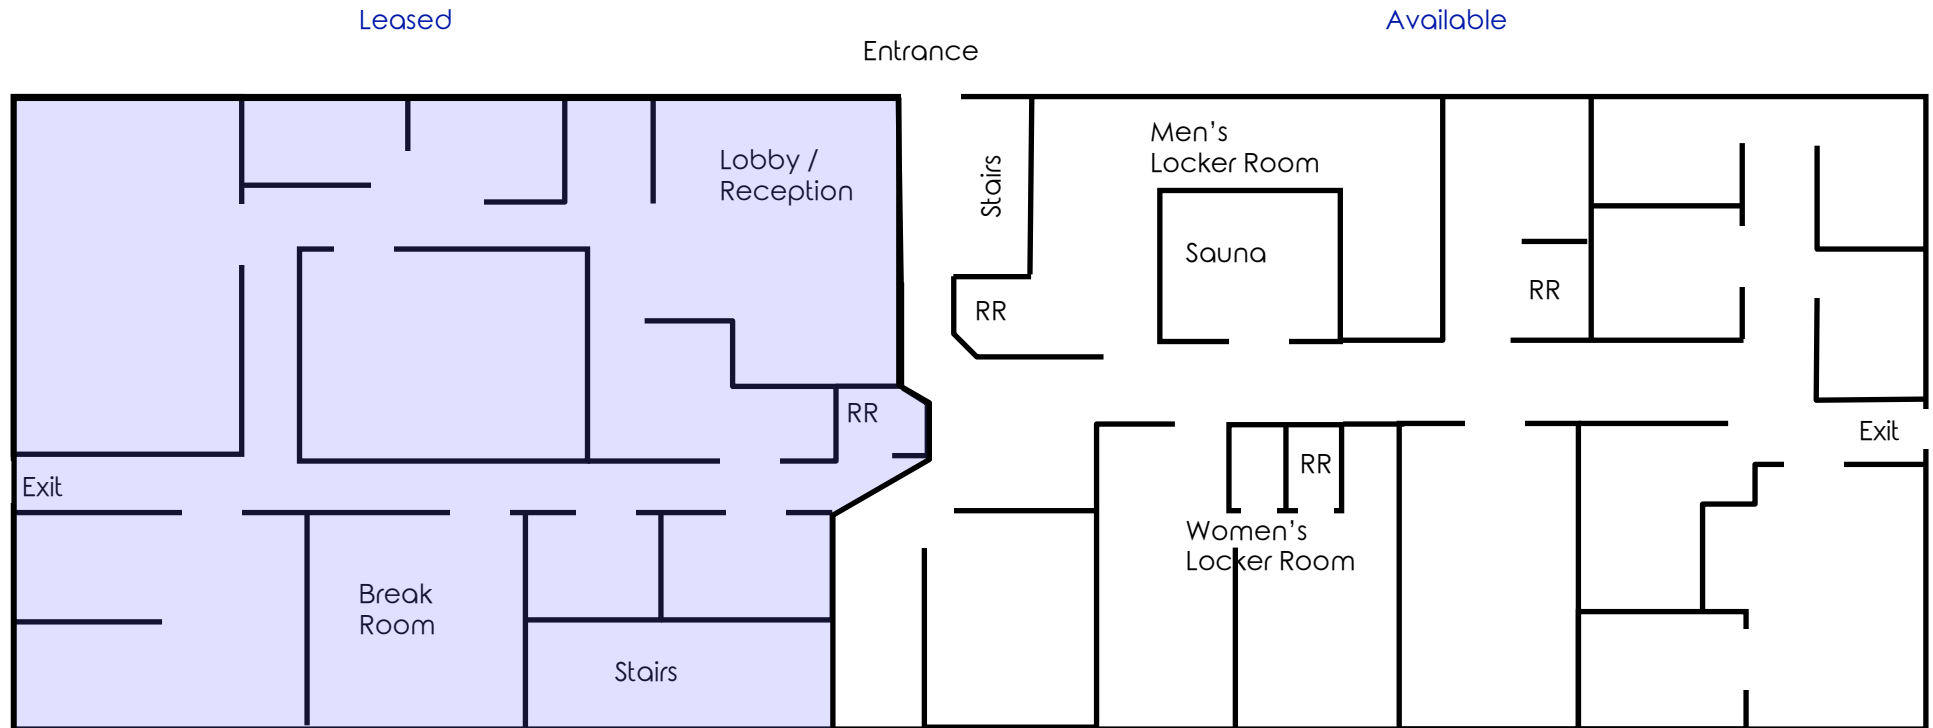 Leased
Available
Entrance
Men's
Locker Room
Lobby /
Reception
Stairs
Sauna
RR
RR
RR
Exit
RR
Exit
Women's
Locker Room
Break
Room
Stairs